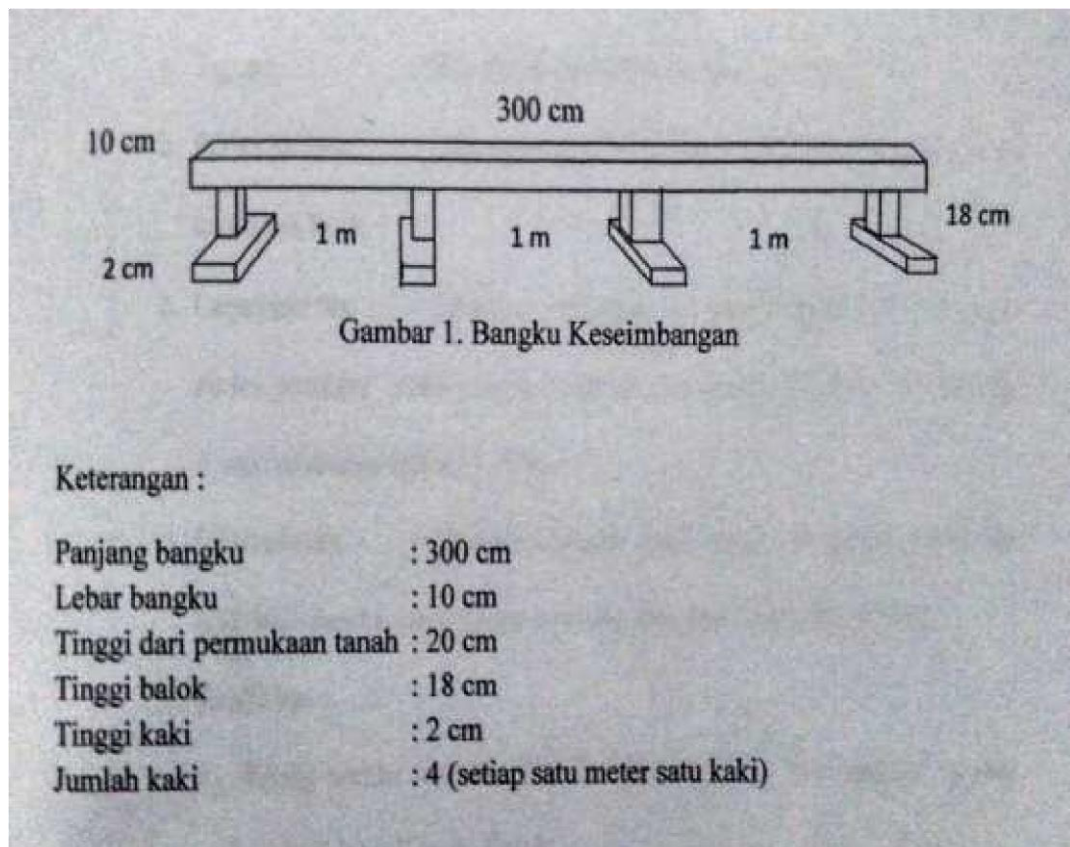 300 cm
10 cm
18 cm
1 m 1 m 1 m
2 cm
Gambar 1. Bangku Keseimbangan
Keterangan :
Panjang bangku : 300 cm
Lebar bangku : 10 cm
Tinggi dari permukaan tanah : 20 cm
Tinggi balok : 18 cm
Tinggi kaki : 2 cm
Jumlah kaki : 4 (setiap satu meter satu kaki)